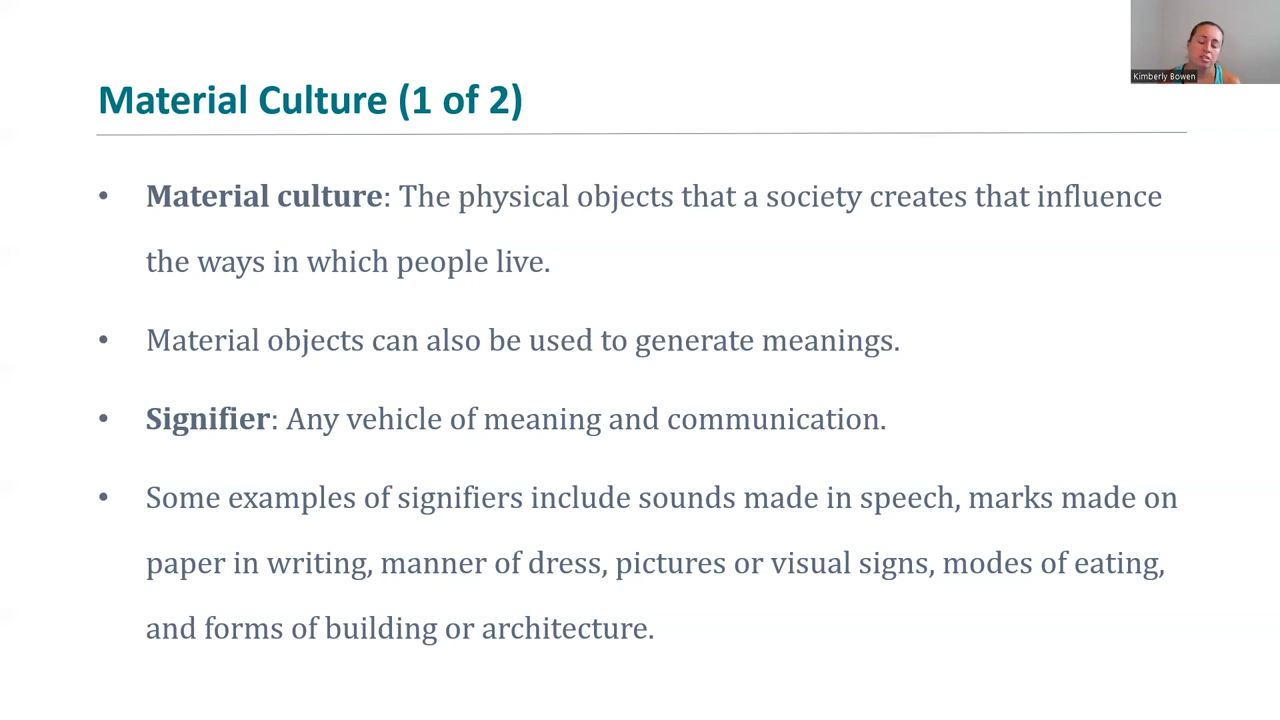 Kimberly Bowen
Material Culture (1 of 2)
• Material culture: The physical objects that a society creates that influence
the ways in which people live.
• Material objects can also be used to generate meanings.
• Signifier: Any vehicle of meaning and communication.
• Some examples of signifiers include sounds made in speech, marks made on
paper in writing, manner of dress, pictures or visual signs, modes of eating,
and forms of building or architecture.